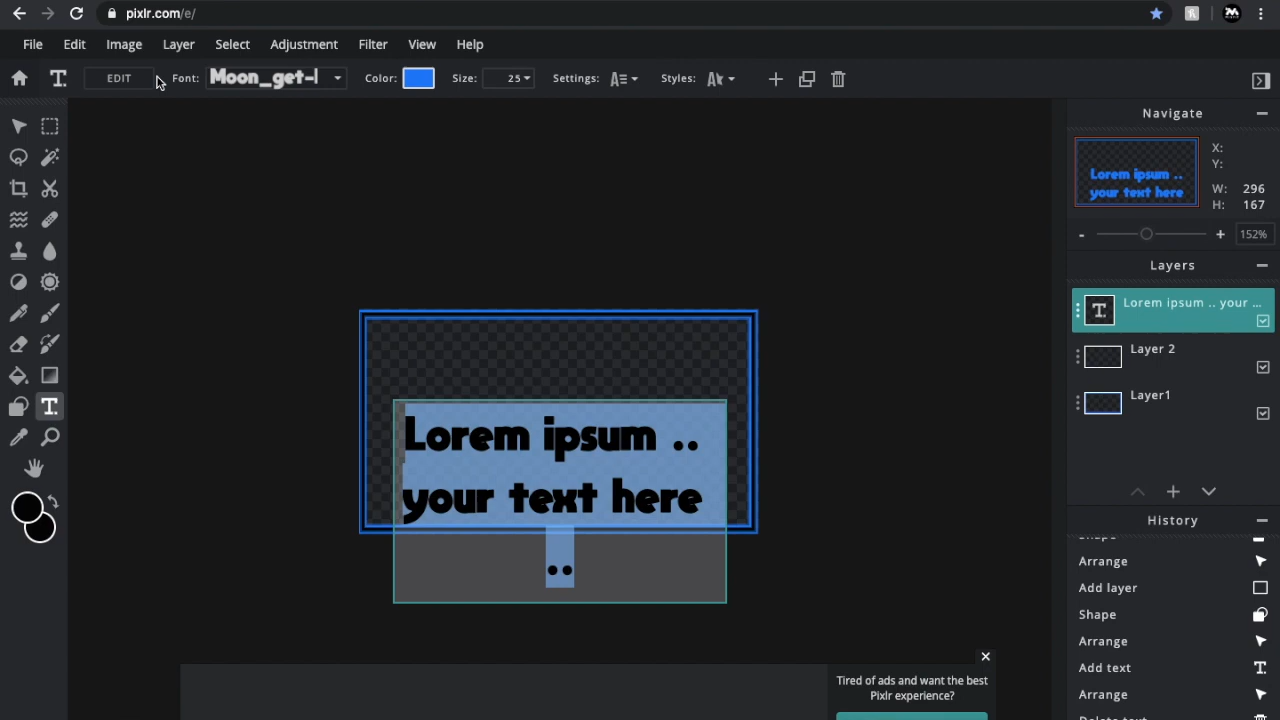 pixlr.com/e/
File Edit Image Layer Select Adjustment Filter View Help
T. EDIT Font: Moon_get- Color: Size: 25 Settings: Styles:
Navigate
X:
Y:
W: 296
H: 167
Lorem ipsum ..
your text here
- + 152%
Layers
T. Lorem ipsum .. your ...
Layer 2
Layer1
History
Shape
Arrange
Add layer
Shape
Arrange
Add text
Arrange
Delete text
Lorem ipsum ..
your text here
..
Tired of ads and want the best
Pixlr experience?